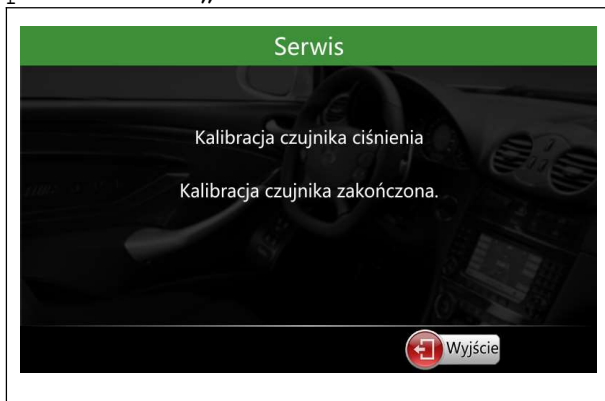 Serwis
Kalibracja czujnika ciśnienia
Kalibracja czujnika zakończona.
Wyjście